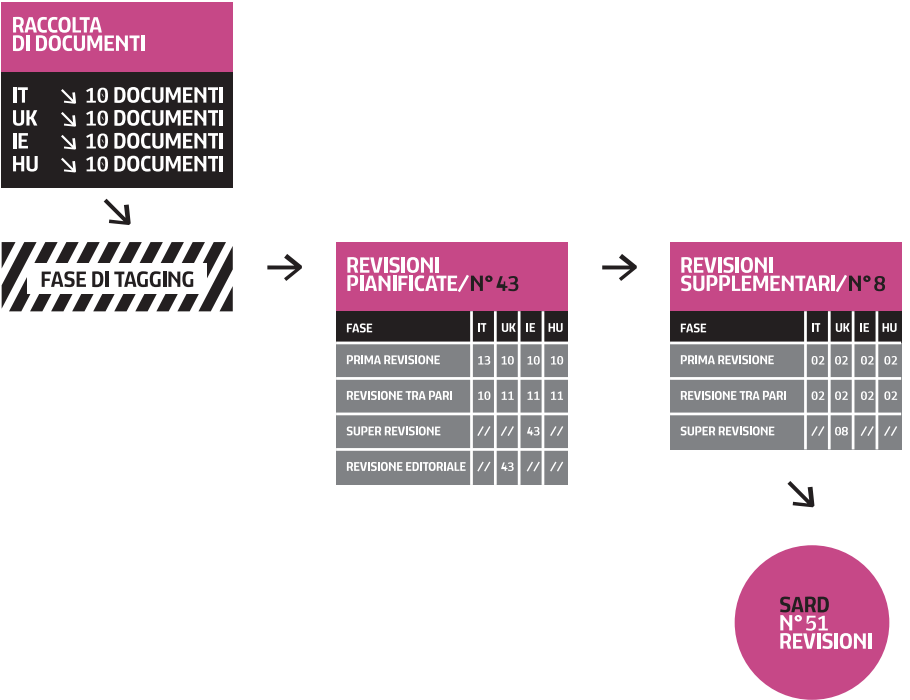 RACCOLTA
DI DOCUMENTI
IT ↘ 10 DOCUMENTI
UK ↘ 10 DOCUMENTI
IE ↘ 10 DOCUMENTI
HU ↘ 10 DOCUMENTI
FASE DI TAGGING
REVISIONI
PIANIFICATE/N°43
FASE IT UK IE HU
PRIMA REVISIONE 13 10 10 10
REVISIONE TRA PARI 10 11 11 11
SUPER REVISIONE // // 43 //
REVISIONE EDITORIALE // 43 // //
REVISIONI
SUPPLEMENTARI/N°8
FASE IT UK IE HU
PRIMA REVISIONE 02 02 02 02
REVISIONE TRA PARI 02 02 02 02
SUPER REVISIONE // 08 // //
SARD
N°51
REVISIONI